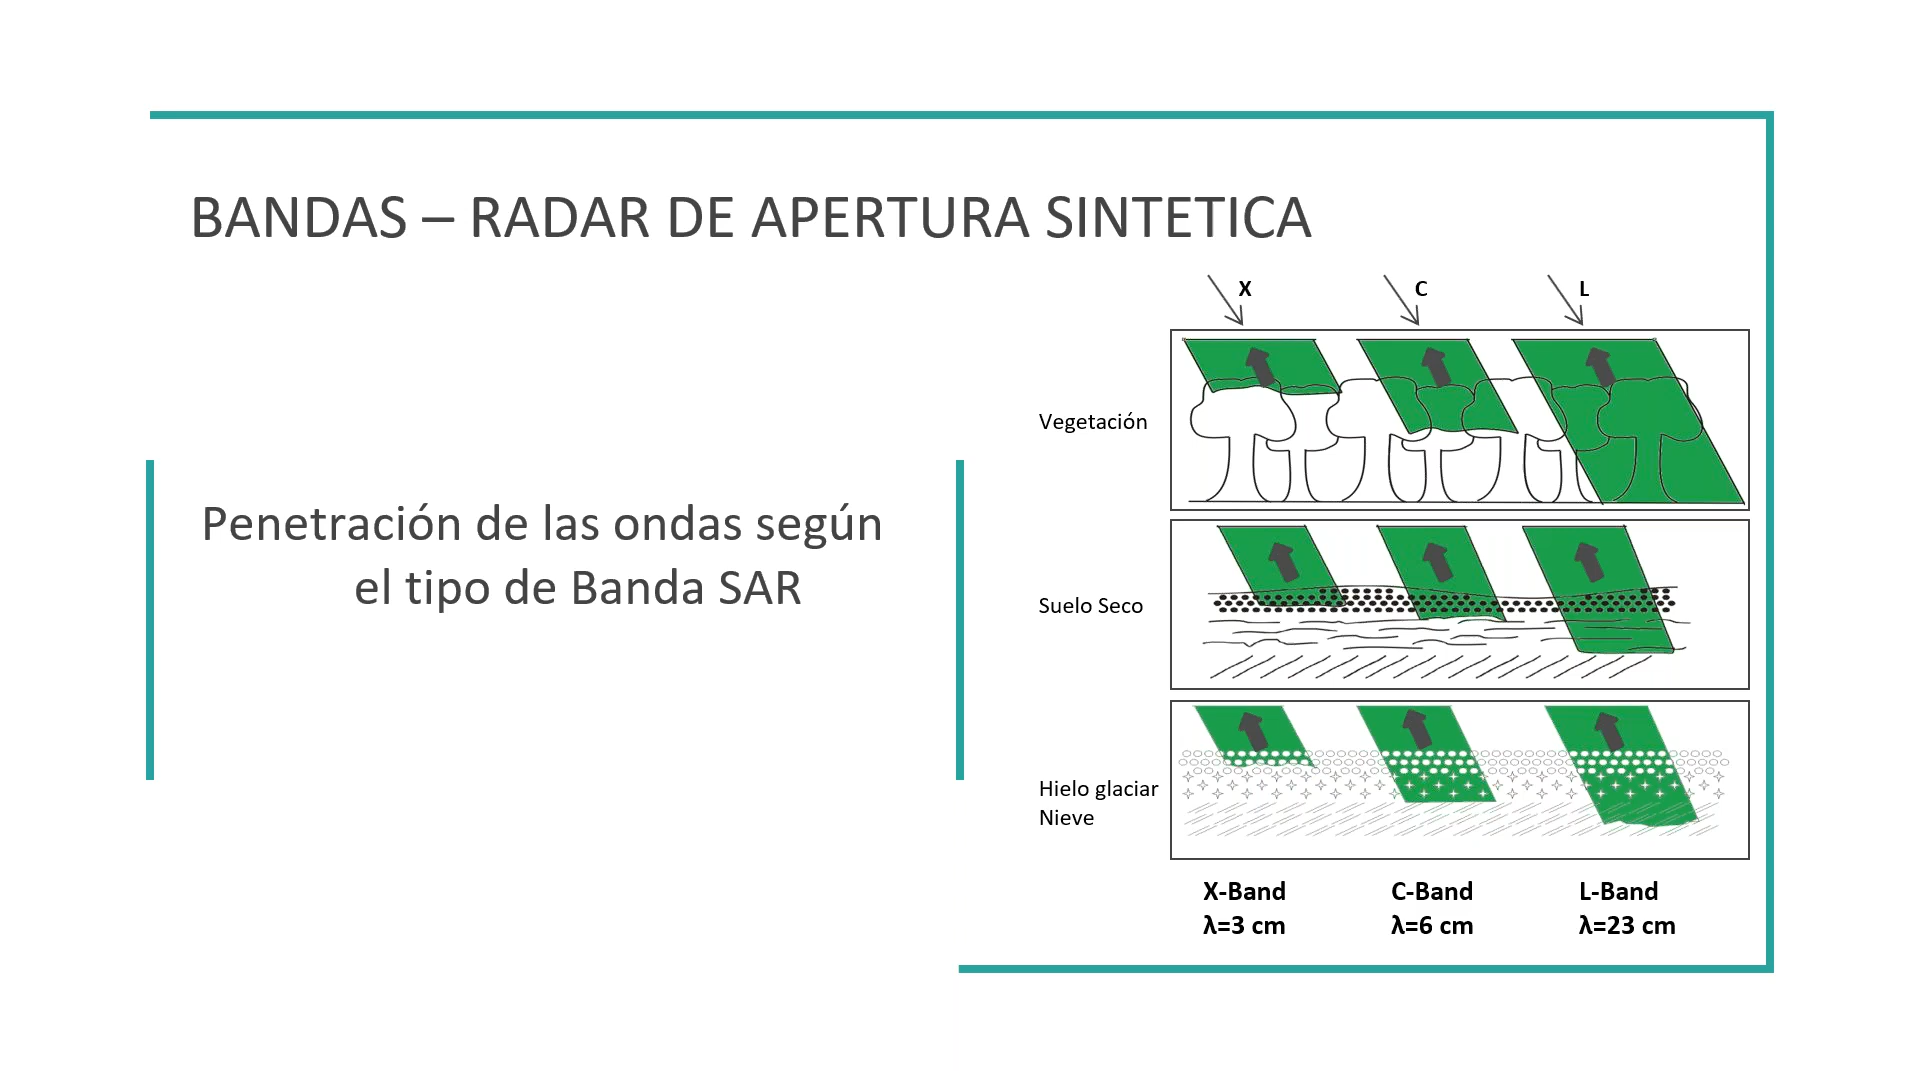 BANDAS – RADAR DE APERTURA SINTETICA
Penetración de las ondas según
el tipo de Banda SAR
X C L
Vegetación
Suelo Seco
Hielo glaciar
Nieve
X-Band C-Band L-Band
λ=3 cm λ=6 cm λ=23 cm